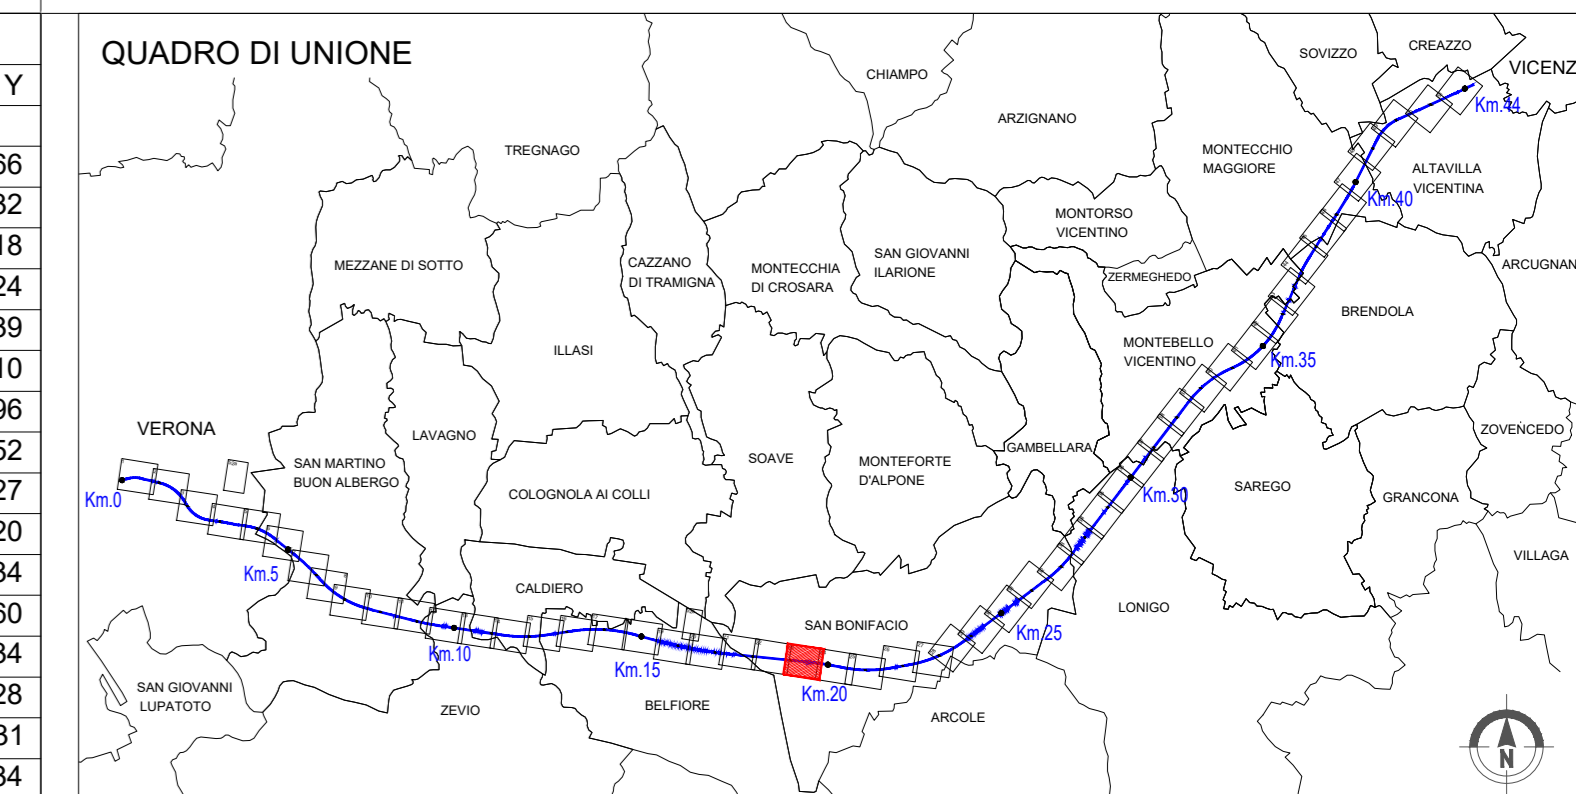 QUADRO DI UNIONE
Y
66
32
18
24
39
10
96
52
27
20
34
60
34
28
31
34
CREAZZO
SOVIZZO
VICENZ
CHIAMPO
Km.44
ARZIGNANO
TREGNAGO
MONTECCHIO
MAGGIORE
ALTAVILLA
VICENTINA
Km.40
MONTORSO
VICENTINO
SAN GIOVANNI
ILARIONE
CAZZANO
DI TRAMIGNA
MEZZANE DI SOTTO
MONTECCHIA
DI CROSARA
ZERMEGHEDO
ARCUGNAN
BRENDOLA
ILLASI
MONTEBELLO
VICENTINO
Km.35
VERONA
LAVAGNO
GAMBELLARA
ZOVENCEDO
SAN MARTINO
BUON ALBERGO
SOAVE
MONTEFORTE
D'ALPONE
COLOGNOLA AI COLLI
Km.0
Km.30
SAREGO
GRANCONA
VILLAGA
Km.5
CALDIERO
LONIGO
SAN BONIFACIO
Km.25
Km.10
Km.15
Km.20
SAN GIOVANNI
LUPATOTO
ZEVIO
BELFIORE
ARCOLE
N